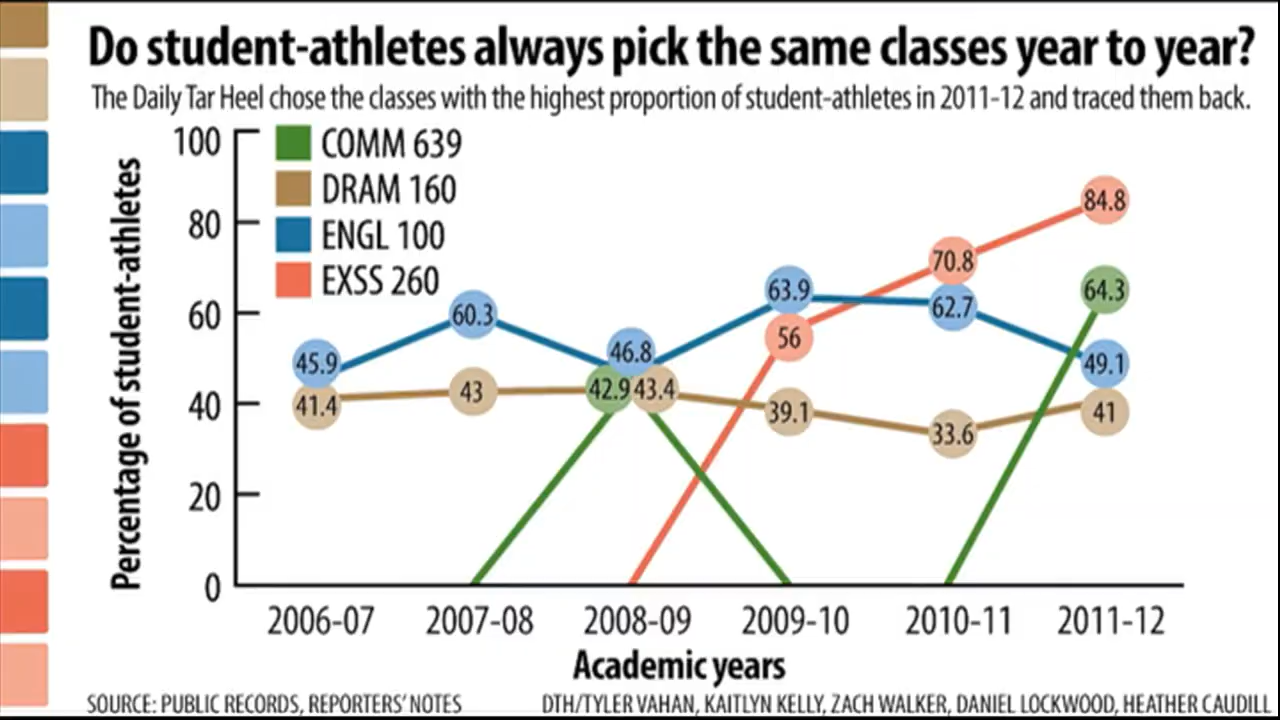 Do student-athletes always pick the same classes year to year?
The Daily Tar Heel chose the classes with the highest proportion of student-athletes in 2011-12 and traced them back.
Percentage of student-athletes
100
80
60
40
20
0
COMM 639
DRAM 160
ENGL 100
EXSS 260
84.8
70.8
64.3
63.9
62.7
60.3
56
49.1
46.8
45.9
42.9
43.4
43
41.4
41
39.1
33.6
2006-07 2007-08 2008-09 2009-10 2010-11 2011-12
Academic years
SOURCE: PUBLIC RECORDS, REPORTERS' NOTES
DTH/TYLER VAHAN, KAITLYN KELLY, ZACH WALKER, DANIEL LOCKWOOD, HEATHER CAUDILL